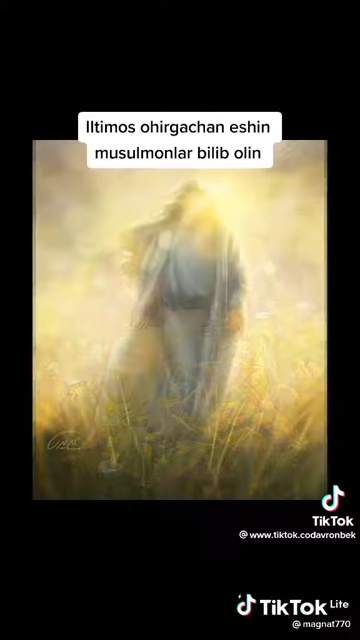 Iltimos ohirgachan eshin
musulmonlar bilib olin
TikTok
@ www.tiktok.codavronbek
TikTok Lite
@ magnat770